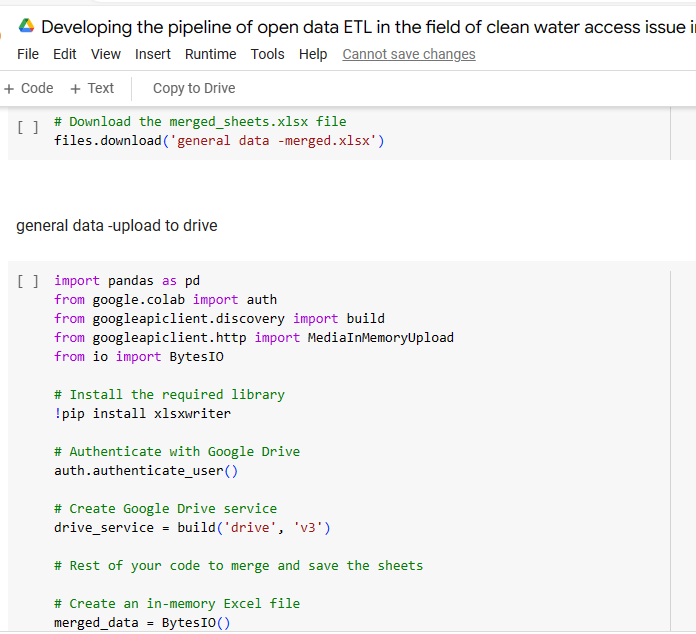 Developing the pipeline of open data ETL in the field of clean water access issue
File Edit View Insert Runtime Tools Help Cannot save changes
+ Code + Text Copy to Drive
[ ] # Download the merged_sheets.xlsx file
files.download('general data -merged.xlsx')
general data -upload to drive
[ ] import pandas as pd
from google.colab import auth
from googleapiclient.discovery import build
from googleapiclient.http import MediaInMemoryUpload
from io import BytesIO
# Install the required library
!pip install xlsxwriter
# Authenticate with Google Drive
auth.authenticate_user()
# Create Google Drive service
drive_service = build('drive', 'v3')
# Rest of your code to merge and save the sheets
# Create an in-memory Excel file
merged_data = BytesIO()